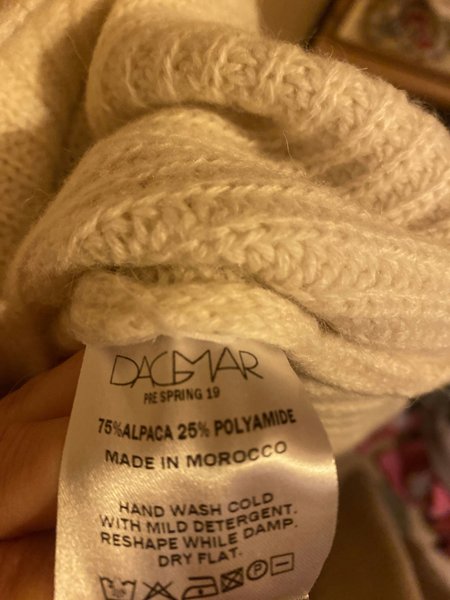 DAGMAR
PRE SPRING 19
75%ALPACA 25% POLYAMIDE
MADE IN MOROCCO
HAND WASH COLD
WITH MILD DETERGENT.
RESHAPE WHILE DAMP.
DRY FLAT.